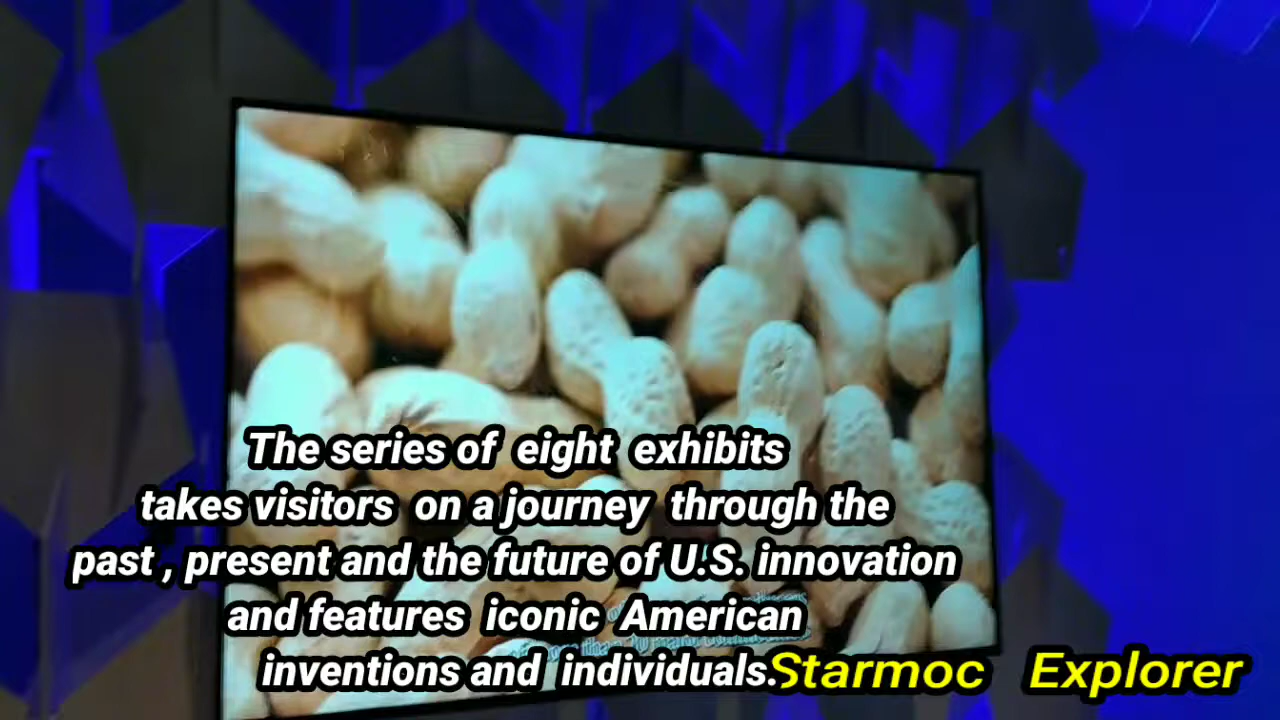 The series of eight exhibits
takes visitors on a journey through the
past , present and the future of U.S. innovation
and features iconic American
inventions and individuals.
Starmoc Explorer